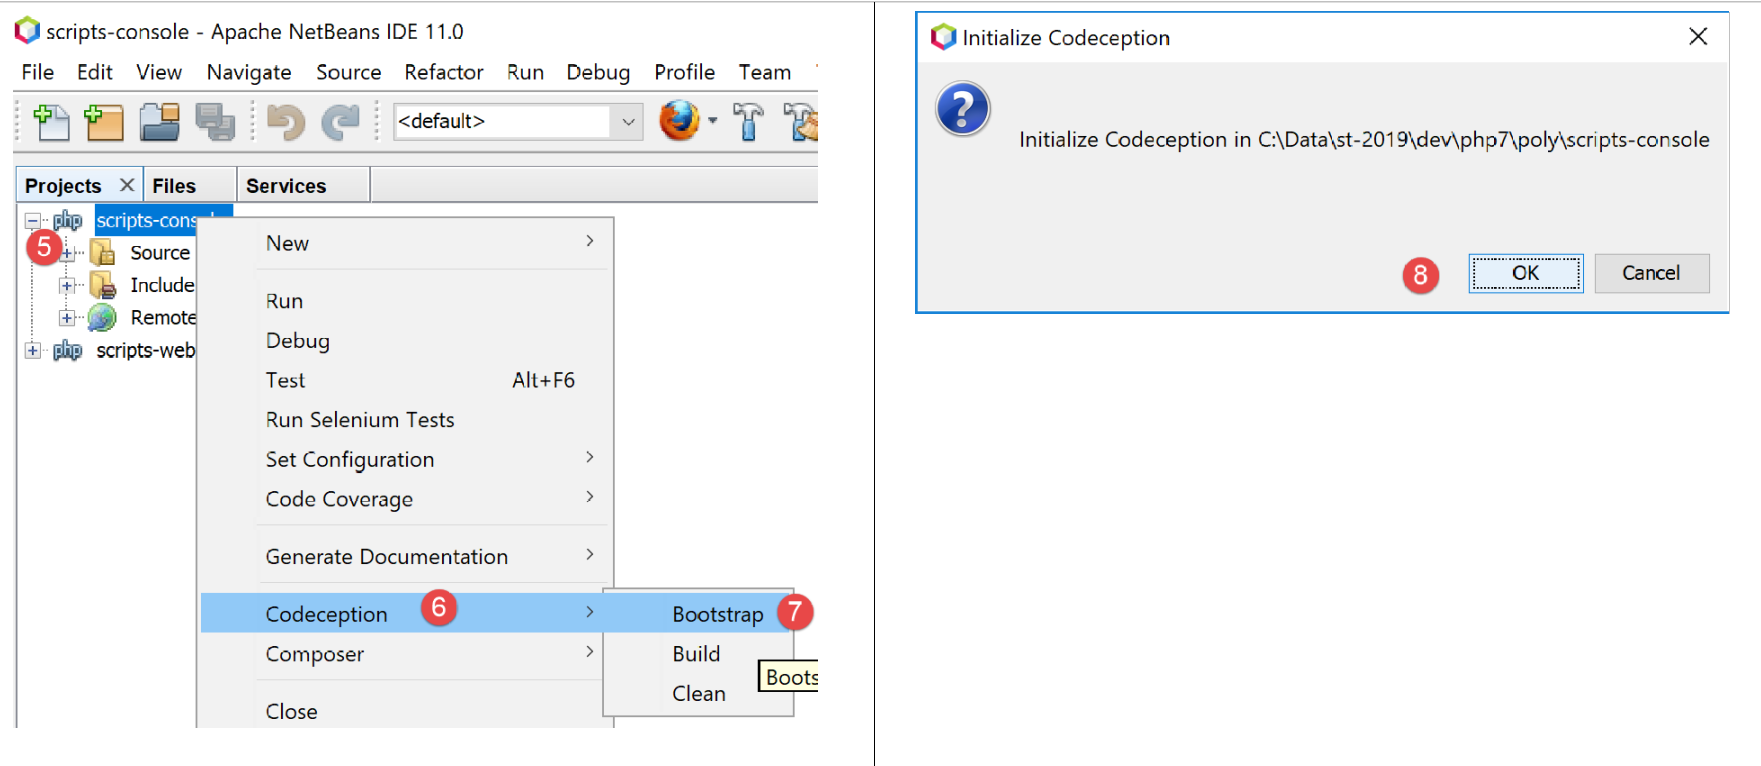 scripts-console - Apache NetBeans IDE 11.0
File Edit View Navigate Source Refactor Run Debug Profile Team
<default>
Projects Files Services
php scripts-cons
5
Source
Include
Remote
php scripts-web
New
Run
Debug
Test Alt+F6
Run Selenium Tests
Set Configuration
Code Coverage
Generate Documentation
Codeception 6
Composer
Close
Bootstrap 7
Build
Boots
Clean
Initialize Codeception
Initialize Codeception in C:\Data\st-2019\dev\php7\poly\scripts-console
8 OK Cancel